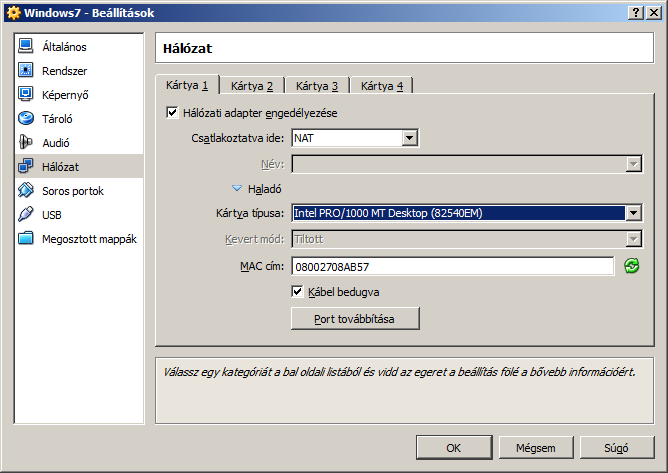 Windows7 - Beállítások
Általános
Rendszer
Képernyő
Tároló
Audió
Hálózat
Soros portok
USB
Megosztott mappák
Hálózat
Kártya 1 Kártya 2 Kártya 3 Kártya 4
Hálózati adapter engedélyezése
Csatlakoztatva ide: NAT
Név:
Haladó
Kártya típusa: Intel PRO/1000 MT Desktop (82540EM)
Kevert mód: Tiltott
MAC cím: 08002708AB57
Kábel bedugva
Port továbbítása
Válassz egy kategóriát a bal oldali listából és vidd az egeret a beállítás fölé a bővebb információért.
OK Mégsem Súgó